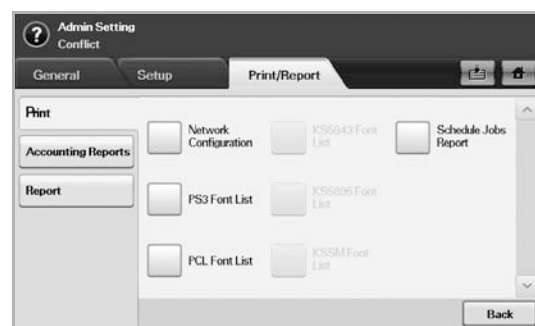 Admin Setting
Conflict
General
Setup
Print/Report
Print
Accounting Reports
Report
Network
Configuration
KS5843 Font
List
Schedule Jobs
Report
PS3 Font List
KS5895 Font
List
PCL Font List
KSSM Font
List
Back